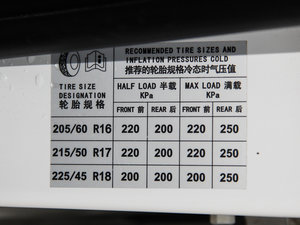 RECOMMENDED TIRE SIZES AND
INFLATION PRESSURES COLD
推荐的轮胎规格冷态时气压值
TIRE SIZE
DESIGNATION
轮胎规格
HALF LOAD 半载
KPa
MAX LOAD 满载
KPa
FRONT 前 REAR 后 FRONT 前 REAR 后
205/60 R16 220 200 220 250
215/50 R17 220 200 220 250
225/45 R18 200 200 200 250